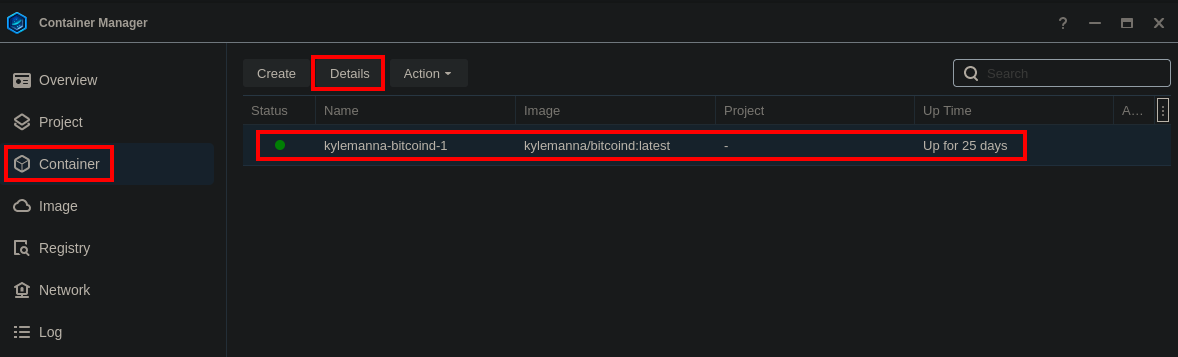 Container Manager
?
Overview
Project
Container
Image
Registry
Network
Log
Create
Details
Action
Search
Status Name Image Project Up Time A...
kylemanna-bitcoind-1 kylemanna/bitcoind:latest - Up for 25 days